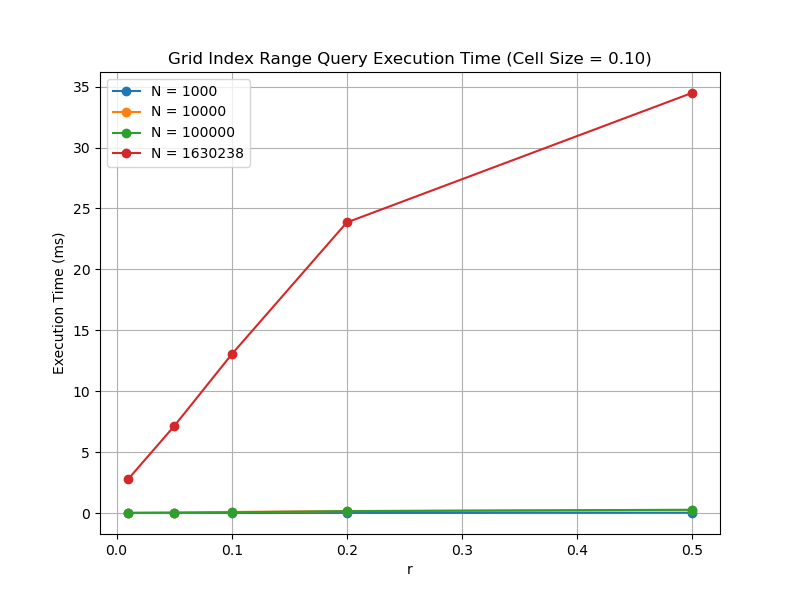 Grid Index Range Query Execution Time (Cell Size = 0.10)
N = 1000
N = 10000
N = 100000
N = 1630238
Execution Time (ms)
35
30
25
20
15
10
5
0
0.0 0.1 0.2 0.3 0.4 0.5
r